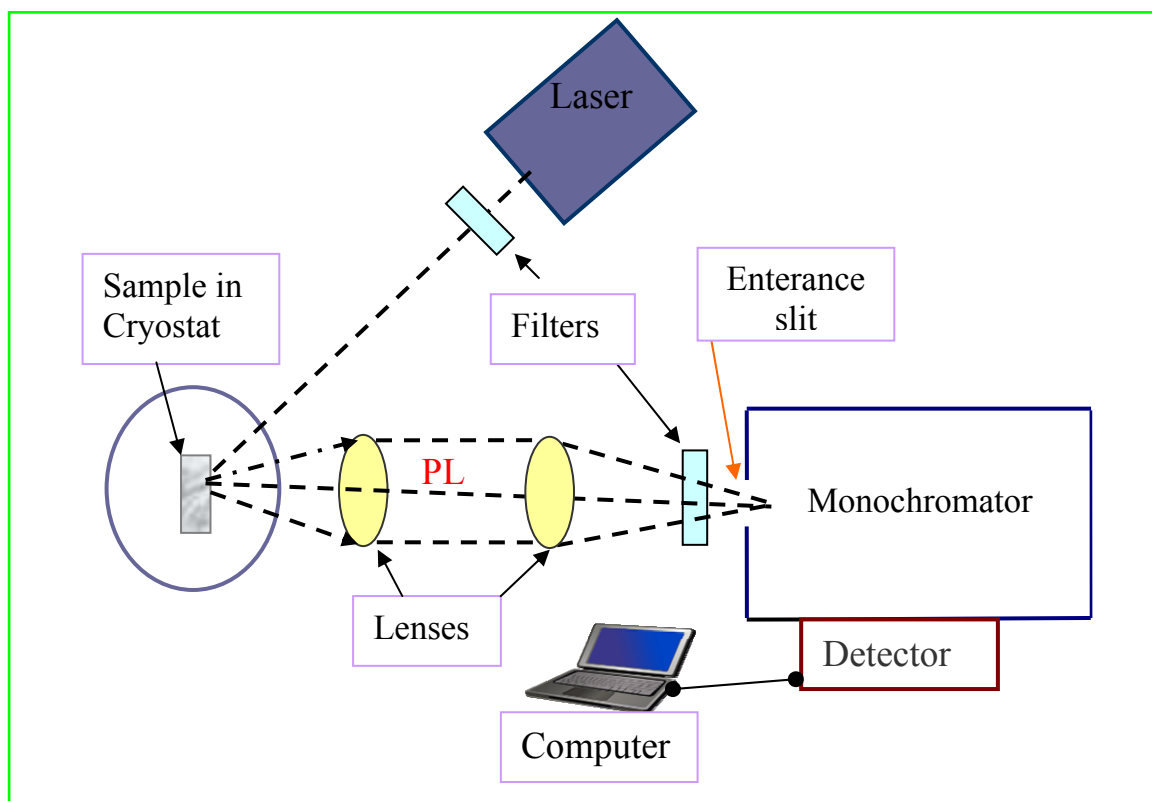 Laser
Sample in
Cryostat
Filters
Enterance
slit
PL
Monochromator
Lenses
Detector
Computer